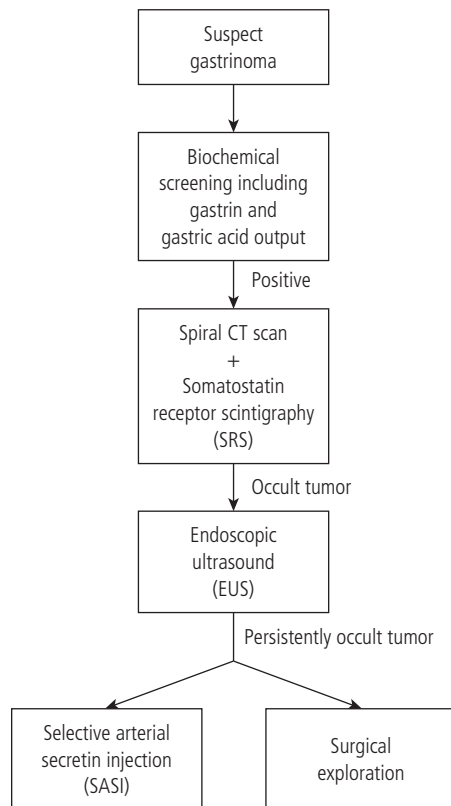 Suspect
gastrinoma
Biochemical
screening including
gastrin and
gastric acid output
Positive
Spiral CT scan
+
Somatostatin
receptor scintigraphy
(SRS)
Occult tumor
Endoscopic
ultrasound
(EUS)
Persistently occult tumor
Selective arterial
secretin injection
(SASI)
Surgical
exploration